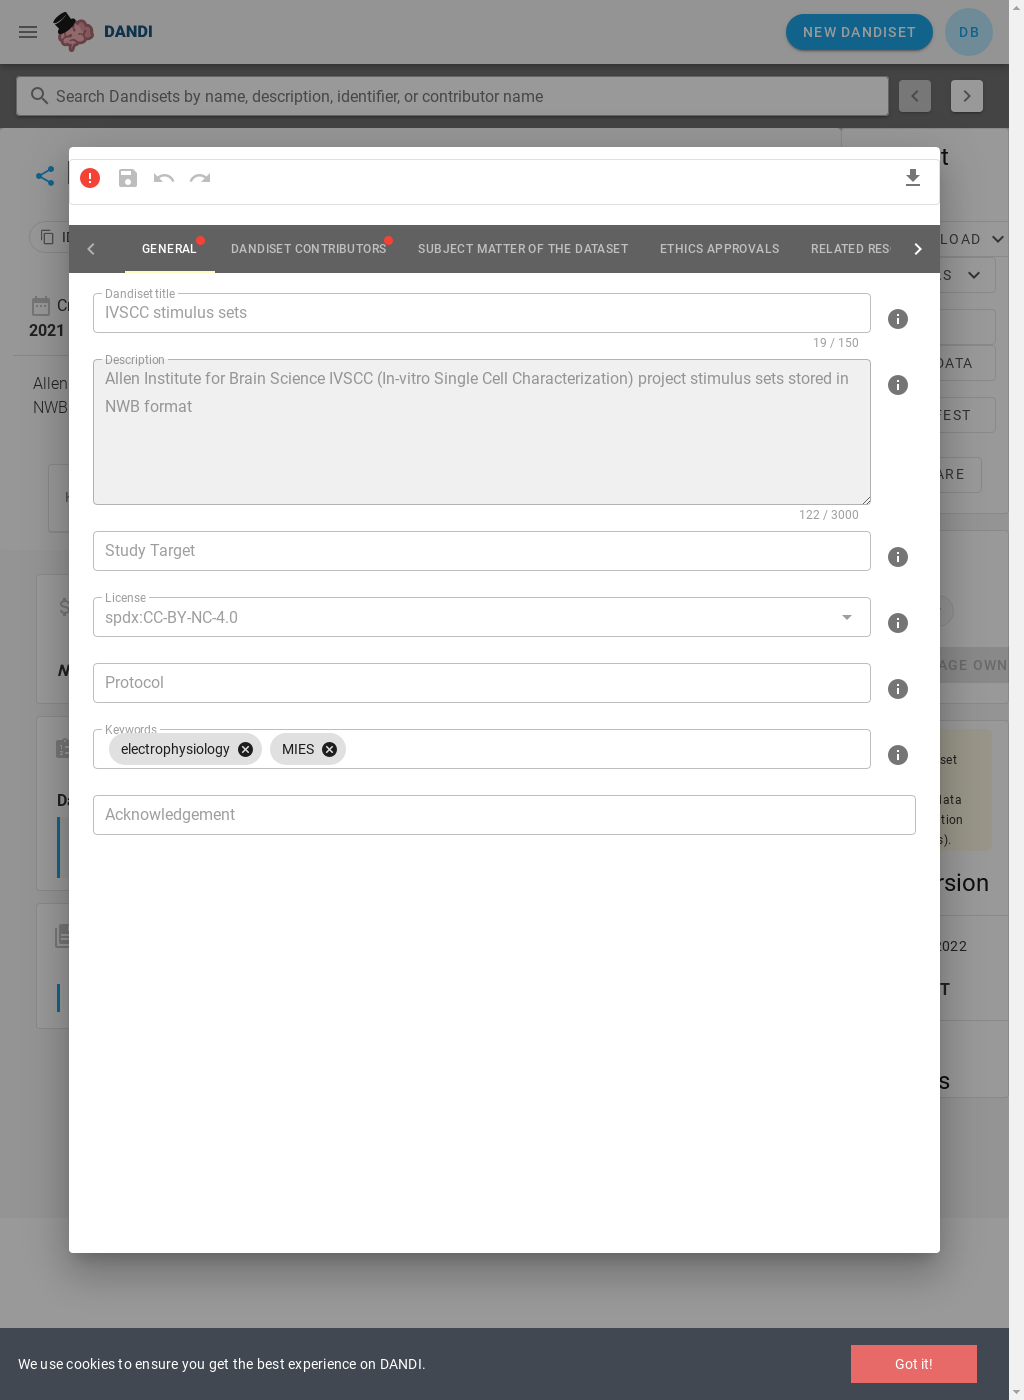 DANDI
NEW DANDISET
DB
Search Dandisets by name, description, identifier, or contributor name
GENERAL
DANDISET CONTRIBUTORS
SUBJECT MATTER OF THE DATASET
ETHICS APPROVALS
RELATED RES
Dandiset title
IVSCC stimulus sets
19 / 150
Description
Allen Institute for Brain Science IVSCC (In-vitro Single Cell Characterization) project stimulus sets stored in
NWB format
122 / 3000
Study Target
License
spdx:CC-BY-NC-4.0
Protocol
Keywords
electrophysiology
MIES
Acknowledgement
2021
Allen
NWB
LOAD
DATA
AGE OWN
set
rsion
2022
We use cookies to ensure you get the best experience on DANDI.
Got it!